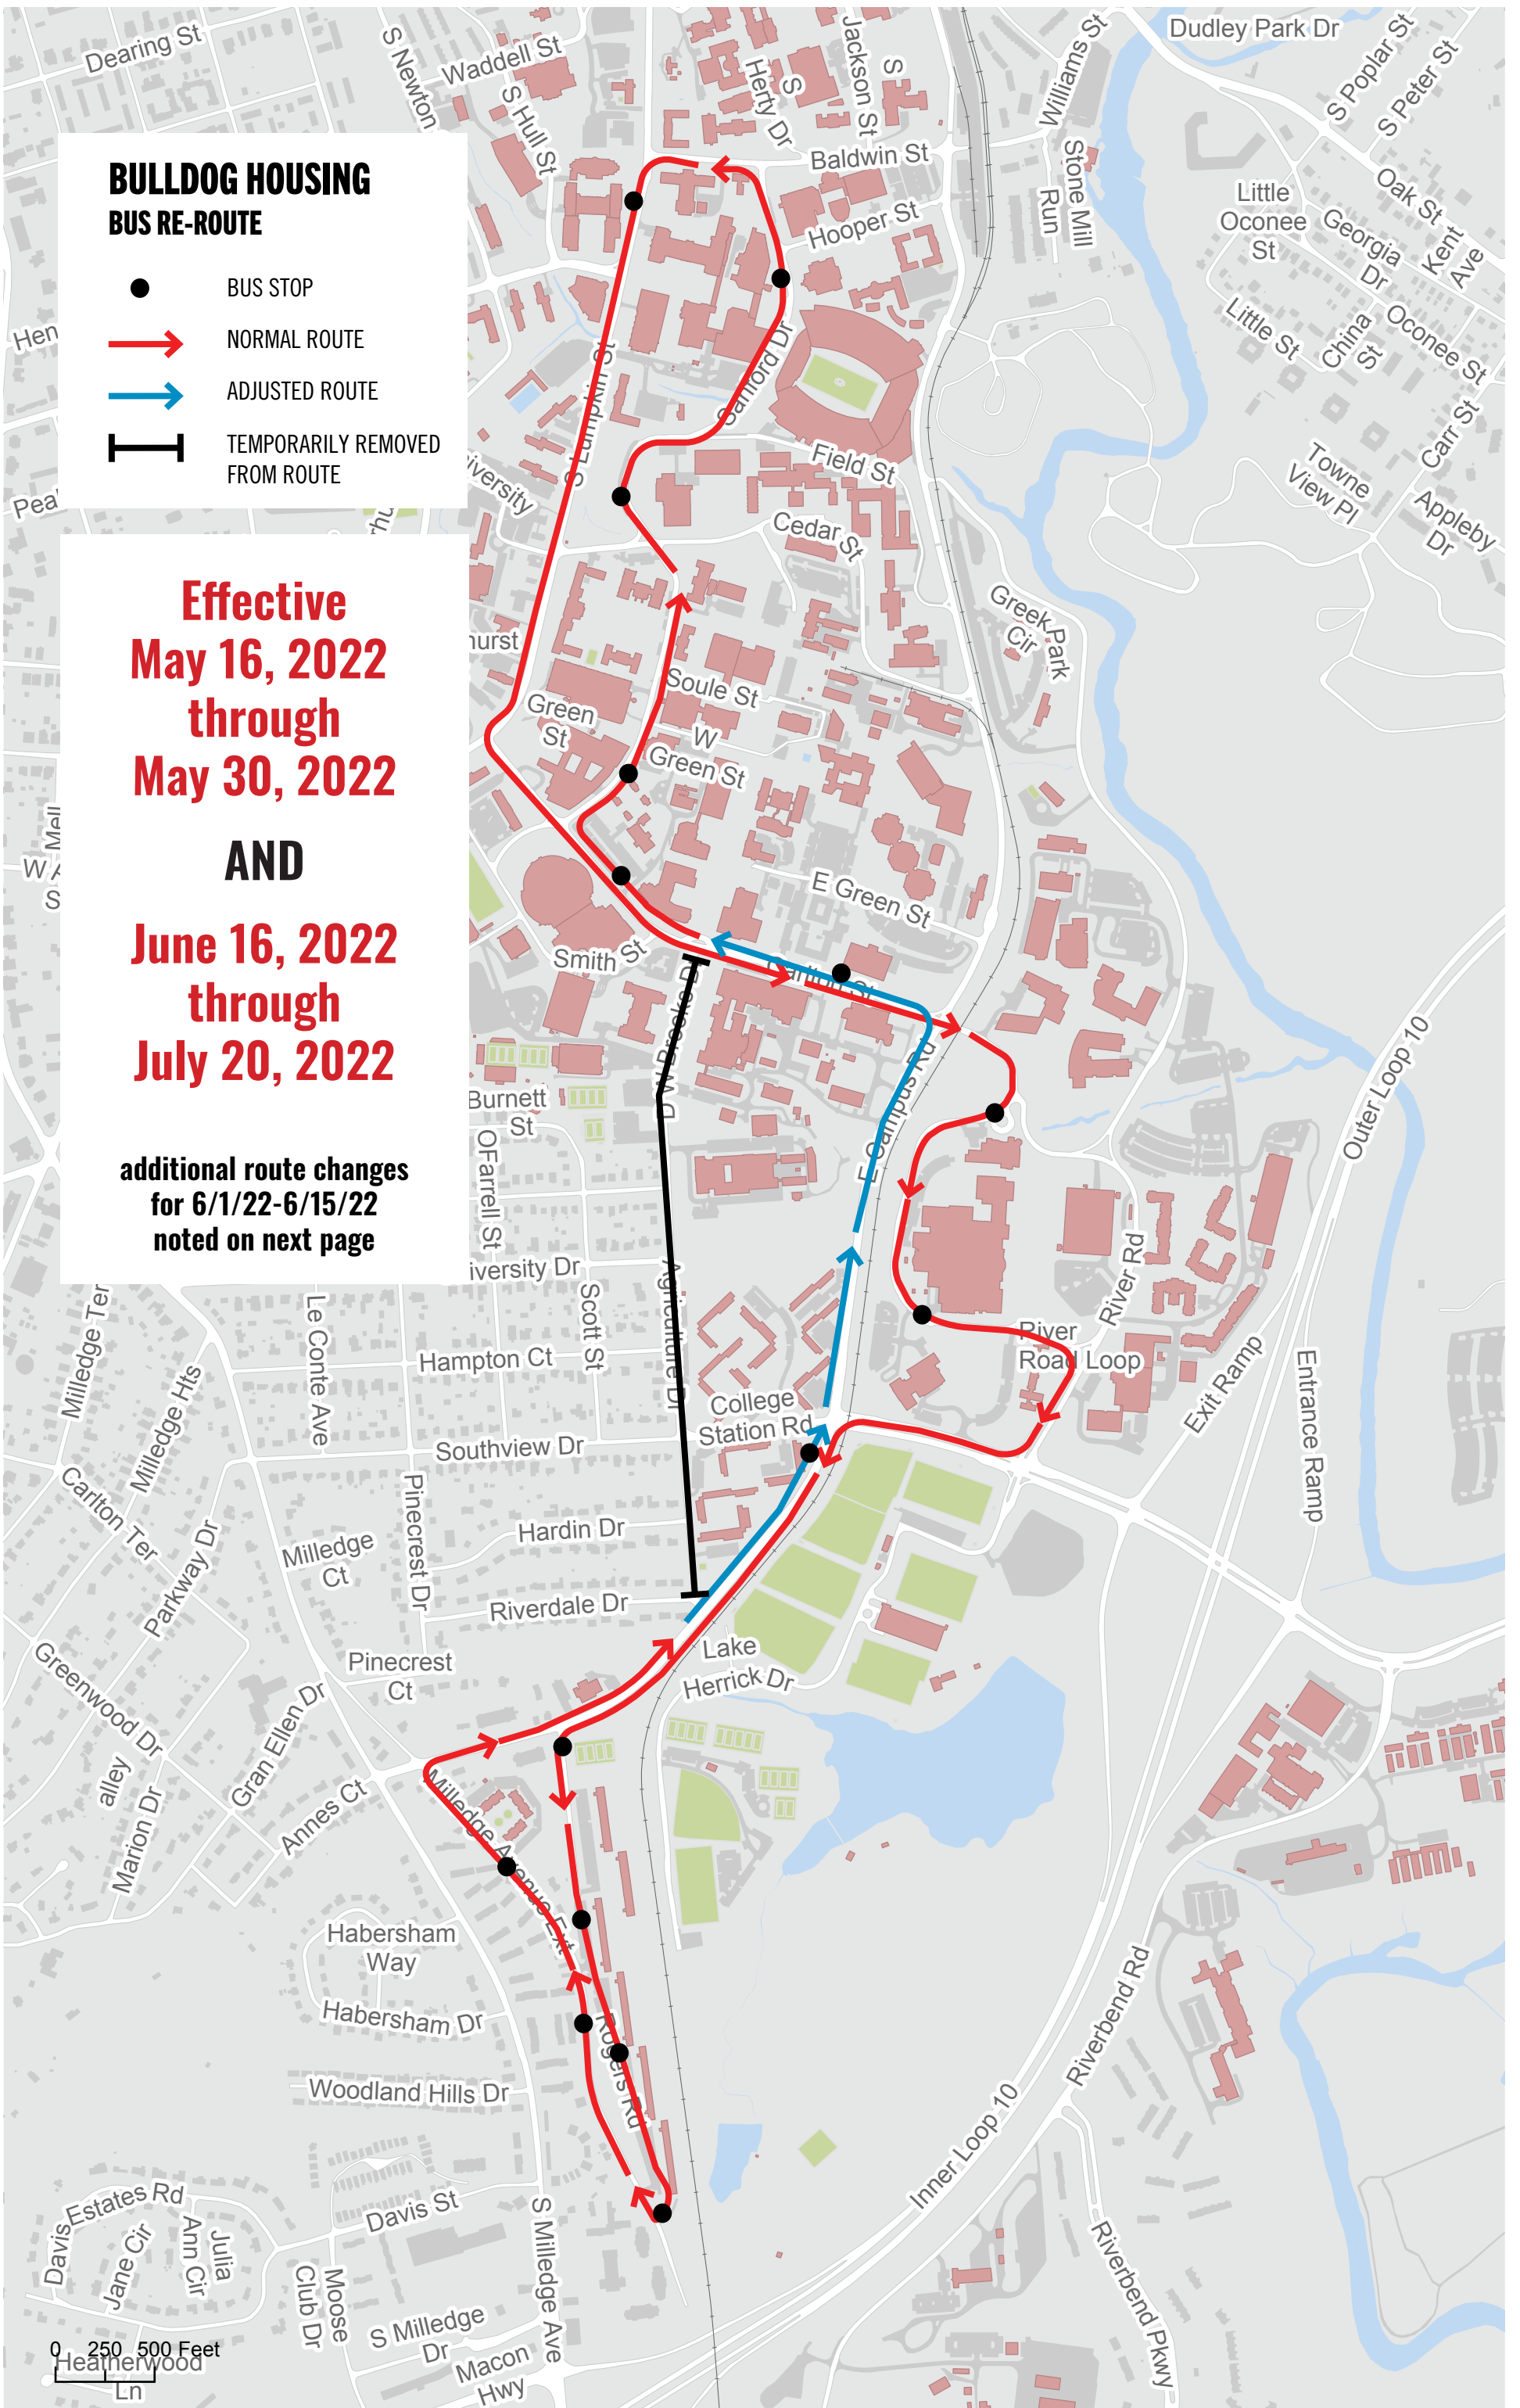 Dearing St
S Newton
Waddell St
S Hull St
S
Herty Dr
S
Jackson St
S
Williams St
Dudley Park Dr
S Poplar St
S Peter St
BULLDOG HOUSING
BUS RE-ROUTE
BUS STOP
NORMAL ROUTE
ADJUSTED ROUTE
TEMPORARILY REMOVED
FROM ROUTE
Baldwin St
Hooper St
Stone Mill
Run
Little
Oconee
St
Oak St
Georgia
Dr
Kent
Ave
Little St
China
St
Oconee St
Carr St
Towne
View Pl
Appleby
Dr
Hen
Pea
S Lumpkin St
Sanford Dr
Field St
Cedar St
iversity
Greek Park
Cir
Effective
May 16, 2022
through
May 30, 2022
AND
June 16, 2022
through
July 20, 2022
additional route changes
for 6/1/22-6/15/22
noted on next page
hurst
Green
St
Soule St
W
Green St
E Green St
Smith St
Carlton St
D W Brooks Dr
E Campus Rd
Outer Loop 10
Burnett
St
OFarrell St
iversity Dr
Scott St
Agriculture Dr
Milledge Ter
Le Conte Ave
Hampton Ct
River
Road Loop
River Rd
Exit Ramp
Entrance Ramp
College
Station Rd
Milledge Hts
Southview Dr
Carlton Ter
Parkway Dr
Milledge
Ct
Pinecrest Dr
Hardin Dr
Riverdale Dr
Pinecrest
Ct
Lake
Herrick Dr
Greenwood Dr
alley
Marion Dr
Gran Ellen Dr
Annes Ct
Milledge Avenue Ext
Habersham
Way
Habersham Dr
Rogers Rd
Woodland Hills Dr
Riverbend Rd
Inner Loop 10
Riverbend Pkwy
Davis
Estates Rd
Jane Cir
Ann Cir
Julia
Davis St
Moose
Club Dr
S Milledge Ave
S Milledge
Dr
Macon
Hwy
0 250 500 Feet
Heatherwood
Ln